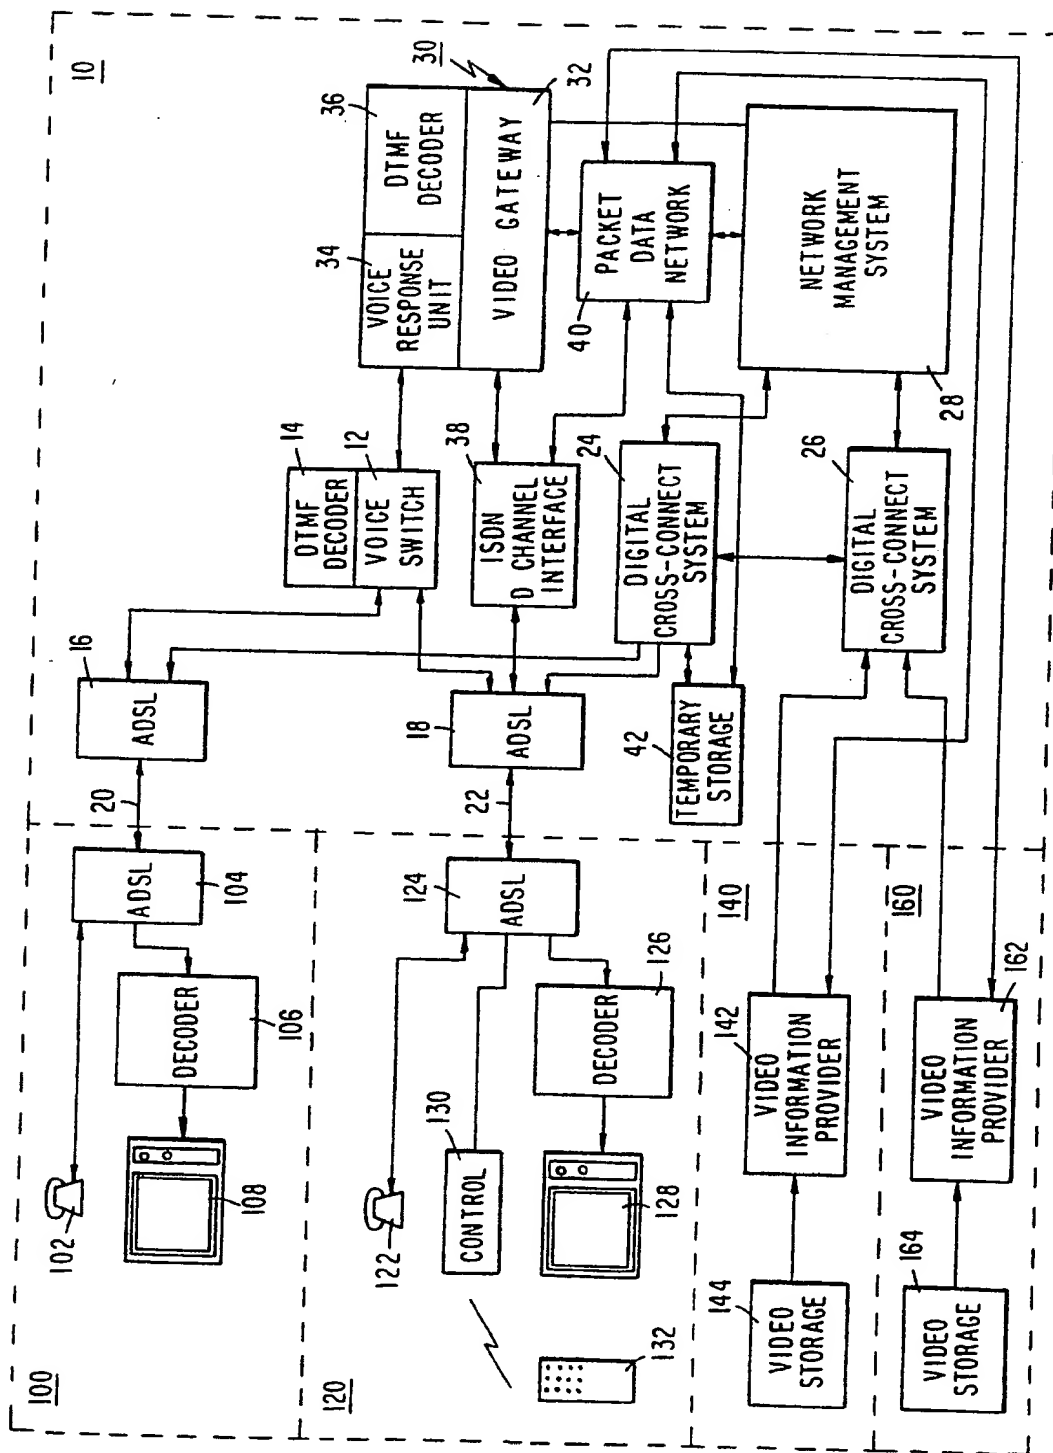 10
30
36
DTMF
DECODER
32
34
VOICE
RESPONSE
UNIT
VIDEO GATEWAY
14
DTMF
DECODER
12
VOICE
SWITCH
38
ISDN
D CHANNEL
INTERFACE
40
PACKET
DATA
NETWORK
NETWORK
MANAGEMENT
SYSTEM
28
24
DIGITAL
CROSS-CONNECT
SYSTEM
26
DIGITAL
CROSS-CONNECT
SYSTEM
16
ADSL
18
ADSL
42
TEMPORARY
STORAGE
20
22
ADSL
104
DECODER
106
102
108
100
124
ADSL
126
DECODER
130
CONTROL
122
128
132
120
140
142
VIDEO
INFORMATION
PROVIDER
144
VIDEO
STORAGE
160
162
VIDEO
INFORMATION
PROVIDER
164
VIDEO
STORAGE